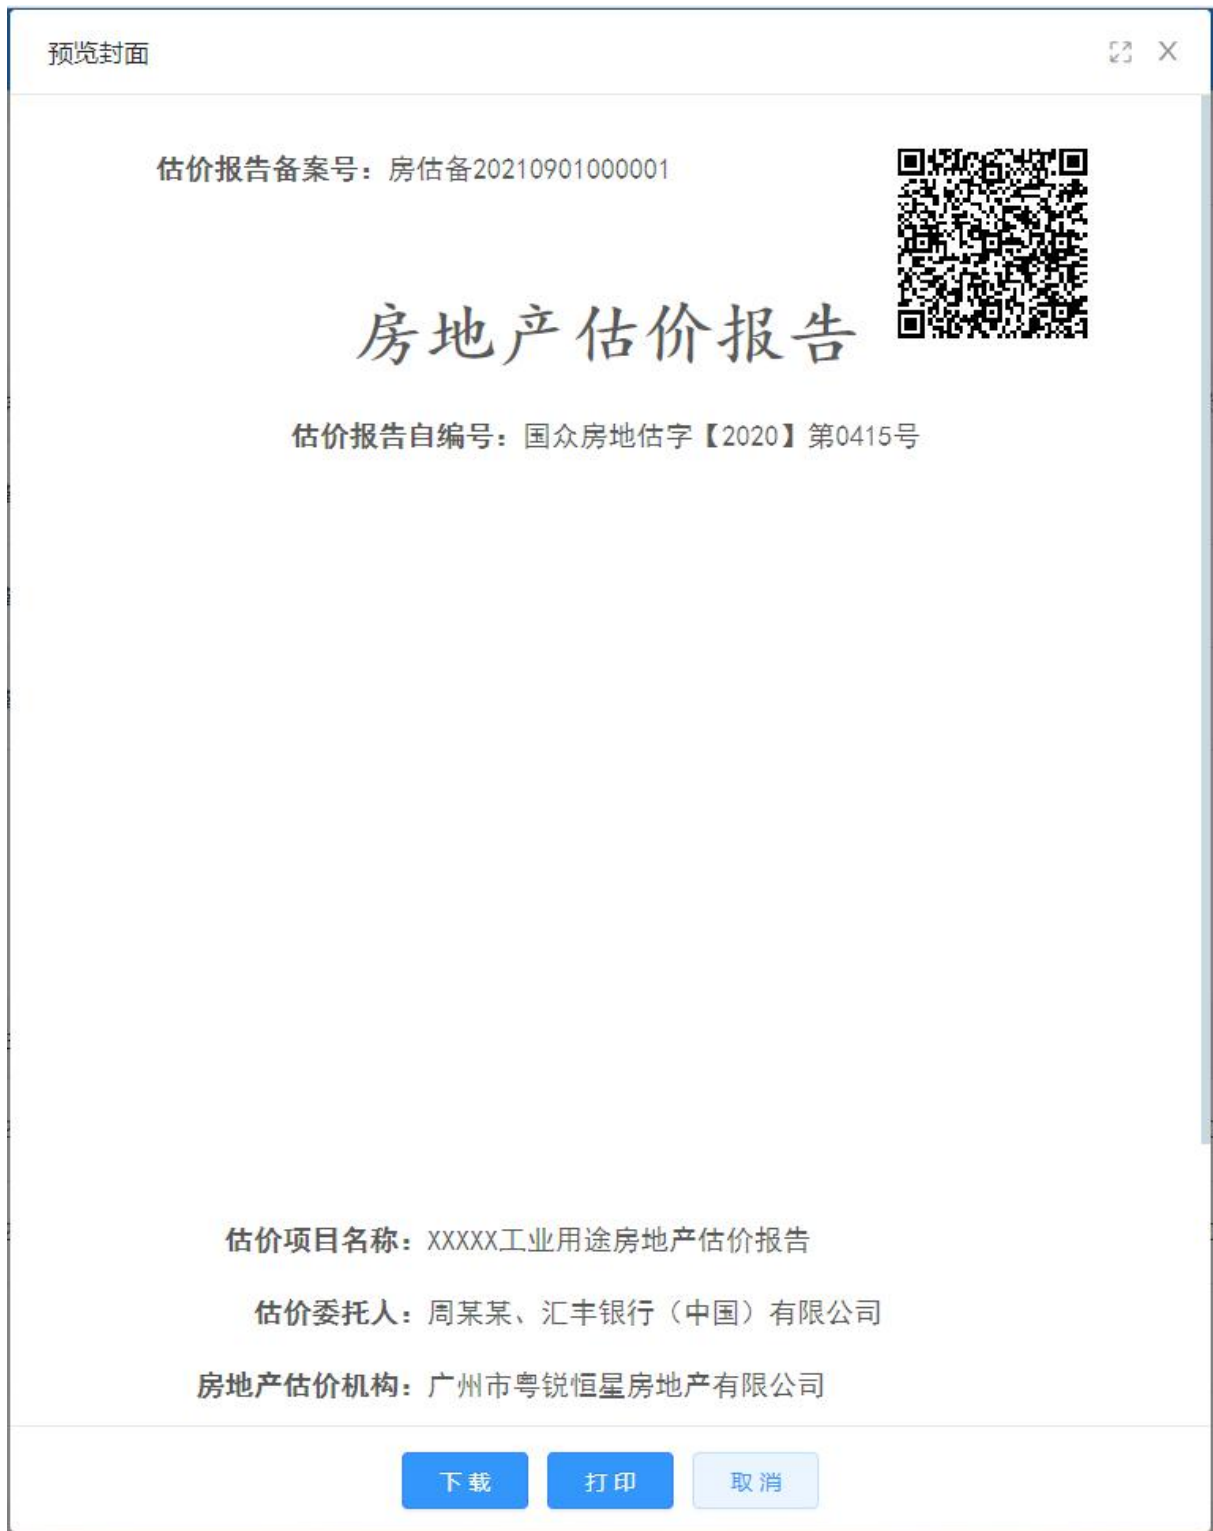 预览封面
估价报告备案号：房估备20210901000001
房地产估价报告
估价报告自编号：国众房地估字【2020】第0415号
估价项目名称：XXXXX工业用途房地产估价报告
估价委托人：周某某、汇丰银行（中国）有限公司
房地产估价机构：广州市粤锐恒星房地产有限公司
下载 打印 取消